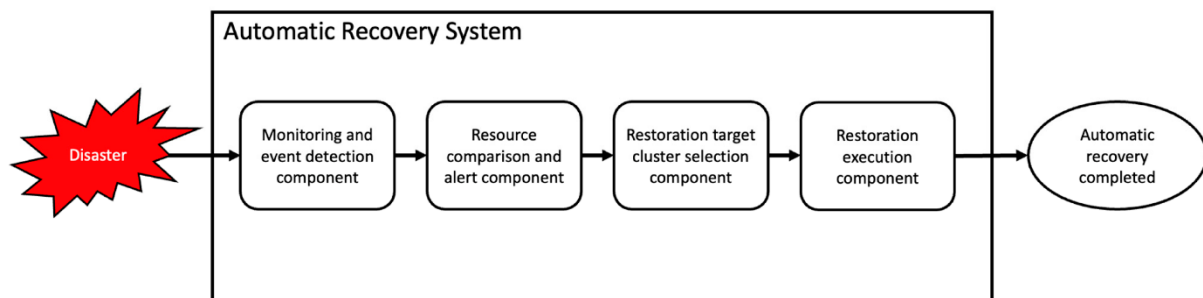 Automatic Recovery System
Disaster
Monitoring and
event detection
component
Resource
comparison and
alert component
Restoration target
cluster selection
component
Restoration
execution
component
Automatic
recovery
completed